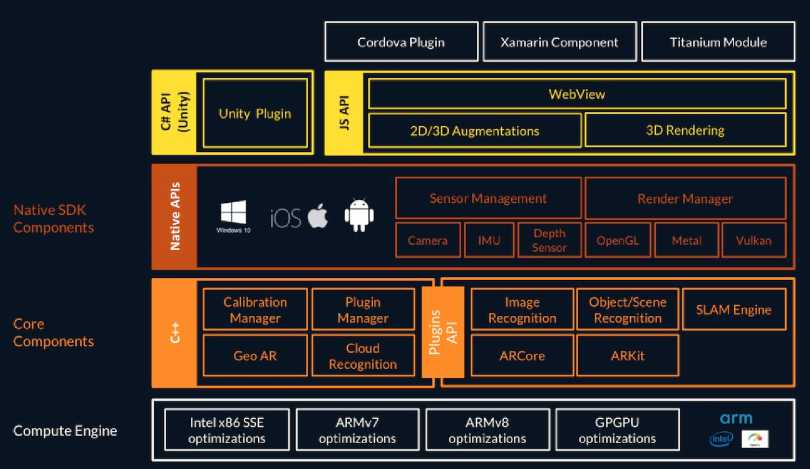 Cordova Plugin
Xamarin Component
Titanium Module
C# API
(Unity)
Unity Plugin
JS API
WebView
2D/3D Augmentations
3D Rendering
Native SDK
Components
Native APIs
Windows 10
iOS
Sensor Management
Render Manager
Camera
IMU
Depth
Sensor
OpenGL
Metal
Vulkan
Core
Components
C++
Calibration
Manager
Plugin
Manager
Geo AR
Cloud
Recognition
Plugins
API
Image
Recognition
Object/Scene
Recognition
SLAM Engine
ARCore
ARKit
Compute Engine
Intel x86 SSE
optimizations
ARMv7
optimizations
ARMv8
optimizations
GPGPU
optimizations
arm
intel